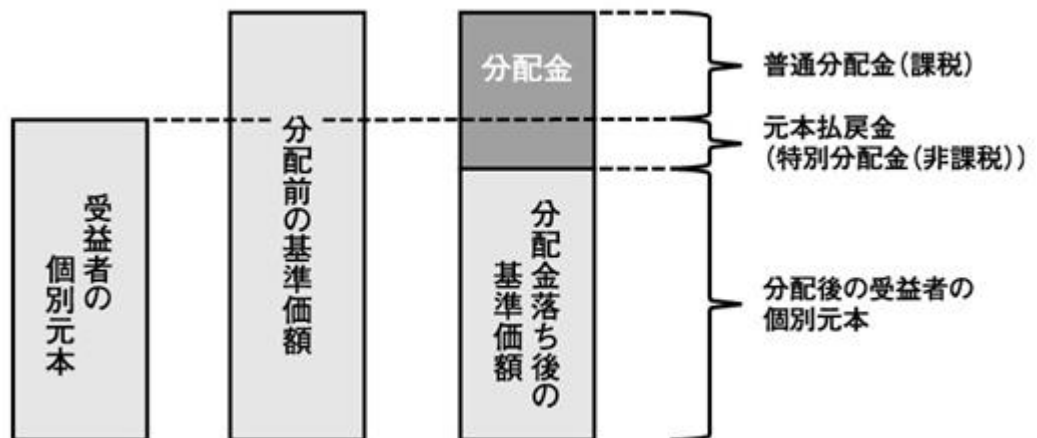 受益者の
個別元本
分配前の基準価額
分配金
分配金落ち後の
基準価額
普通分配金(課税)
元本払戻金
(特別分配金(非課税))
分配後の受益者の
個別元本